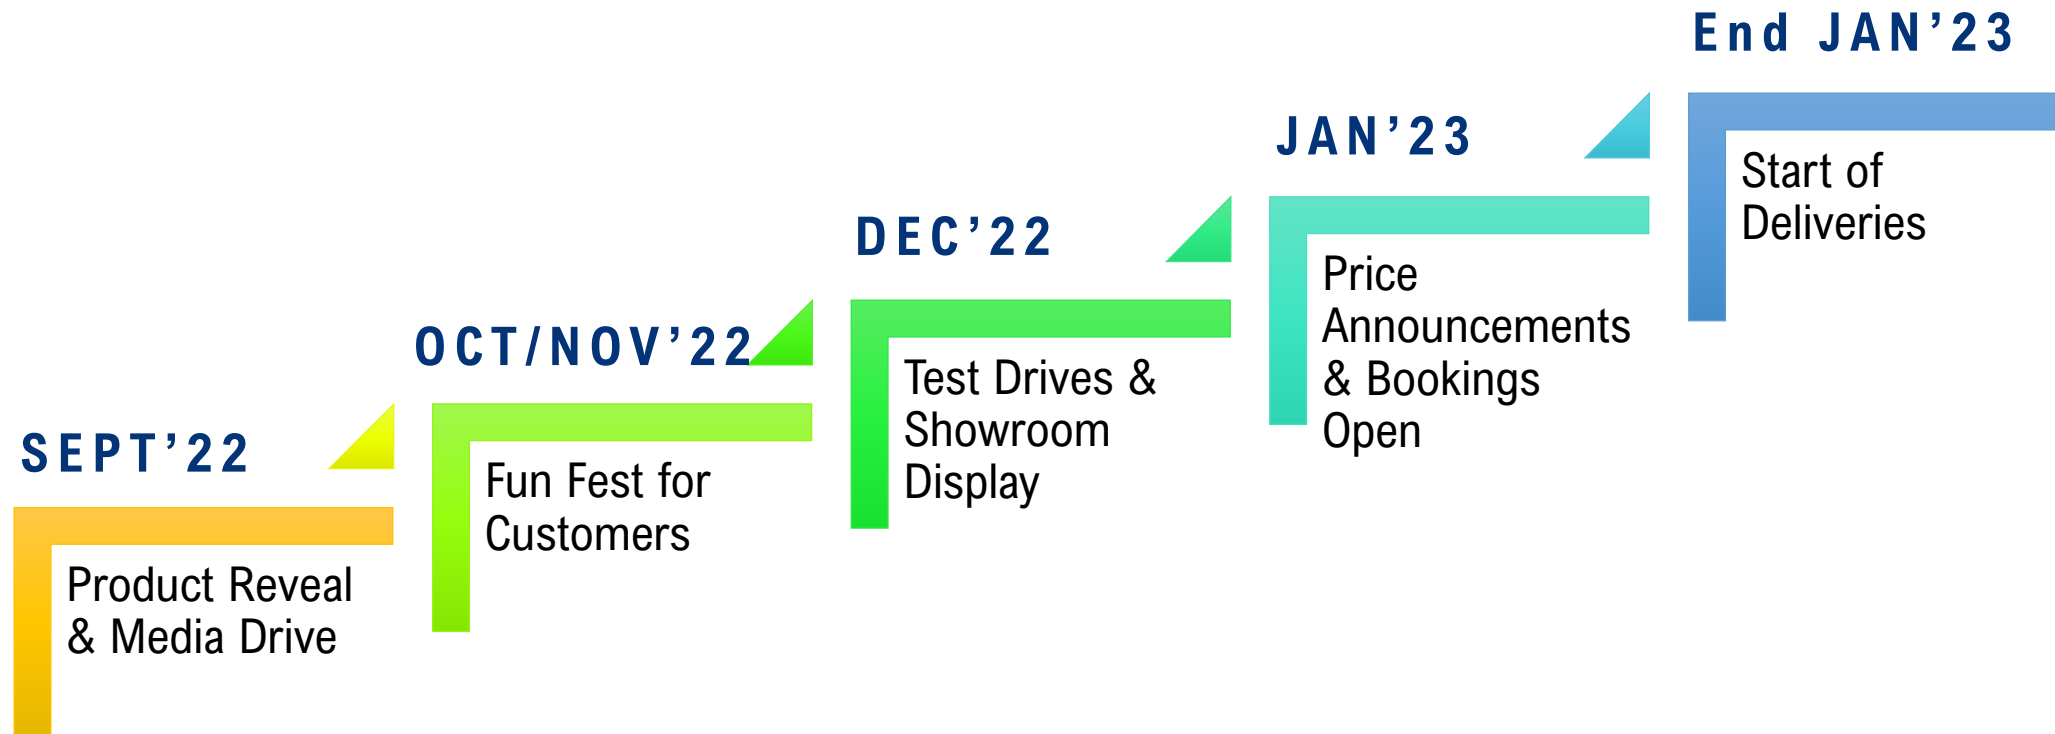 SEPT’22
Product Reveal
& Media Drive
OCT/NOV’22
Fun Fest for
Customers
DEC’22
Test Drives &
Showroom
Display
JAN’23
Price
Announcements
& Bookings
Open
End JAN’23
Start of
Deliveries